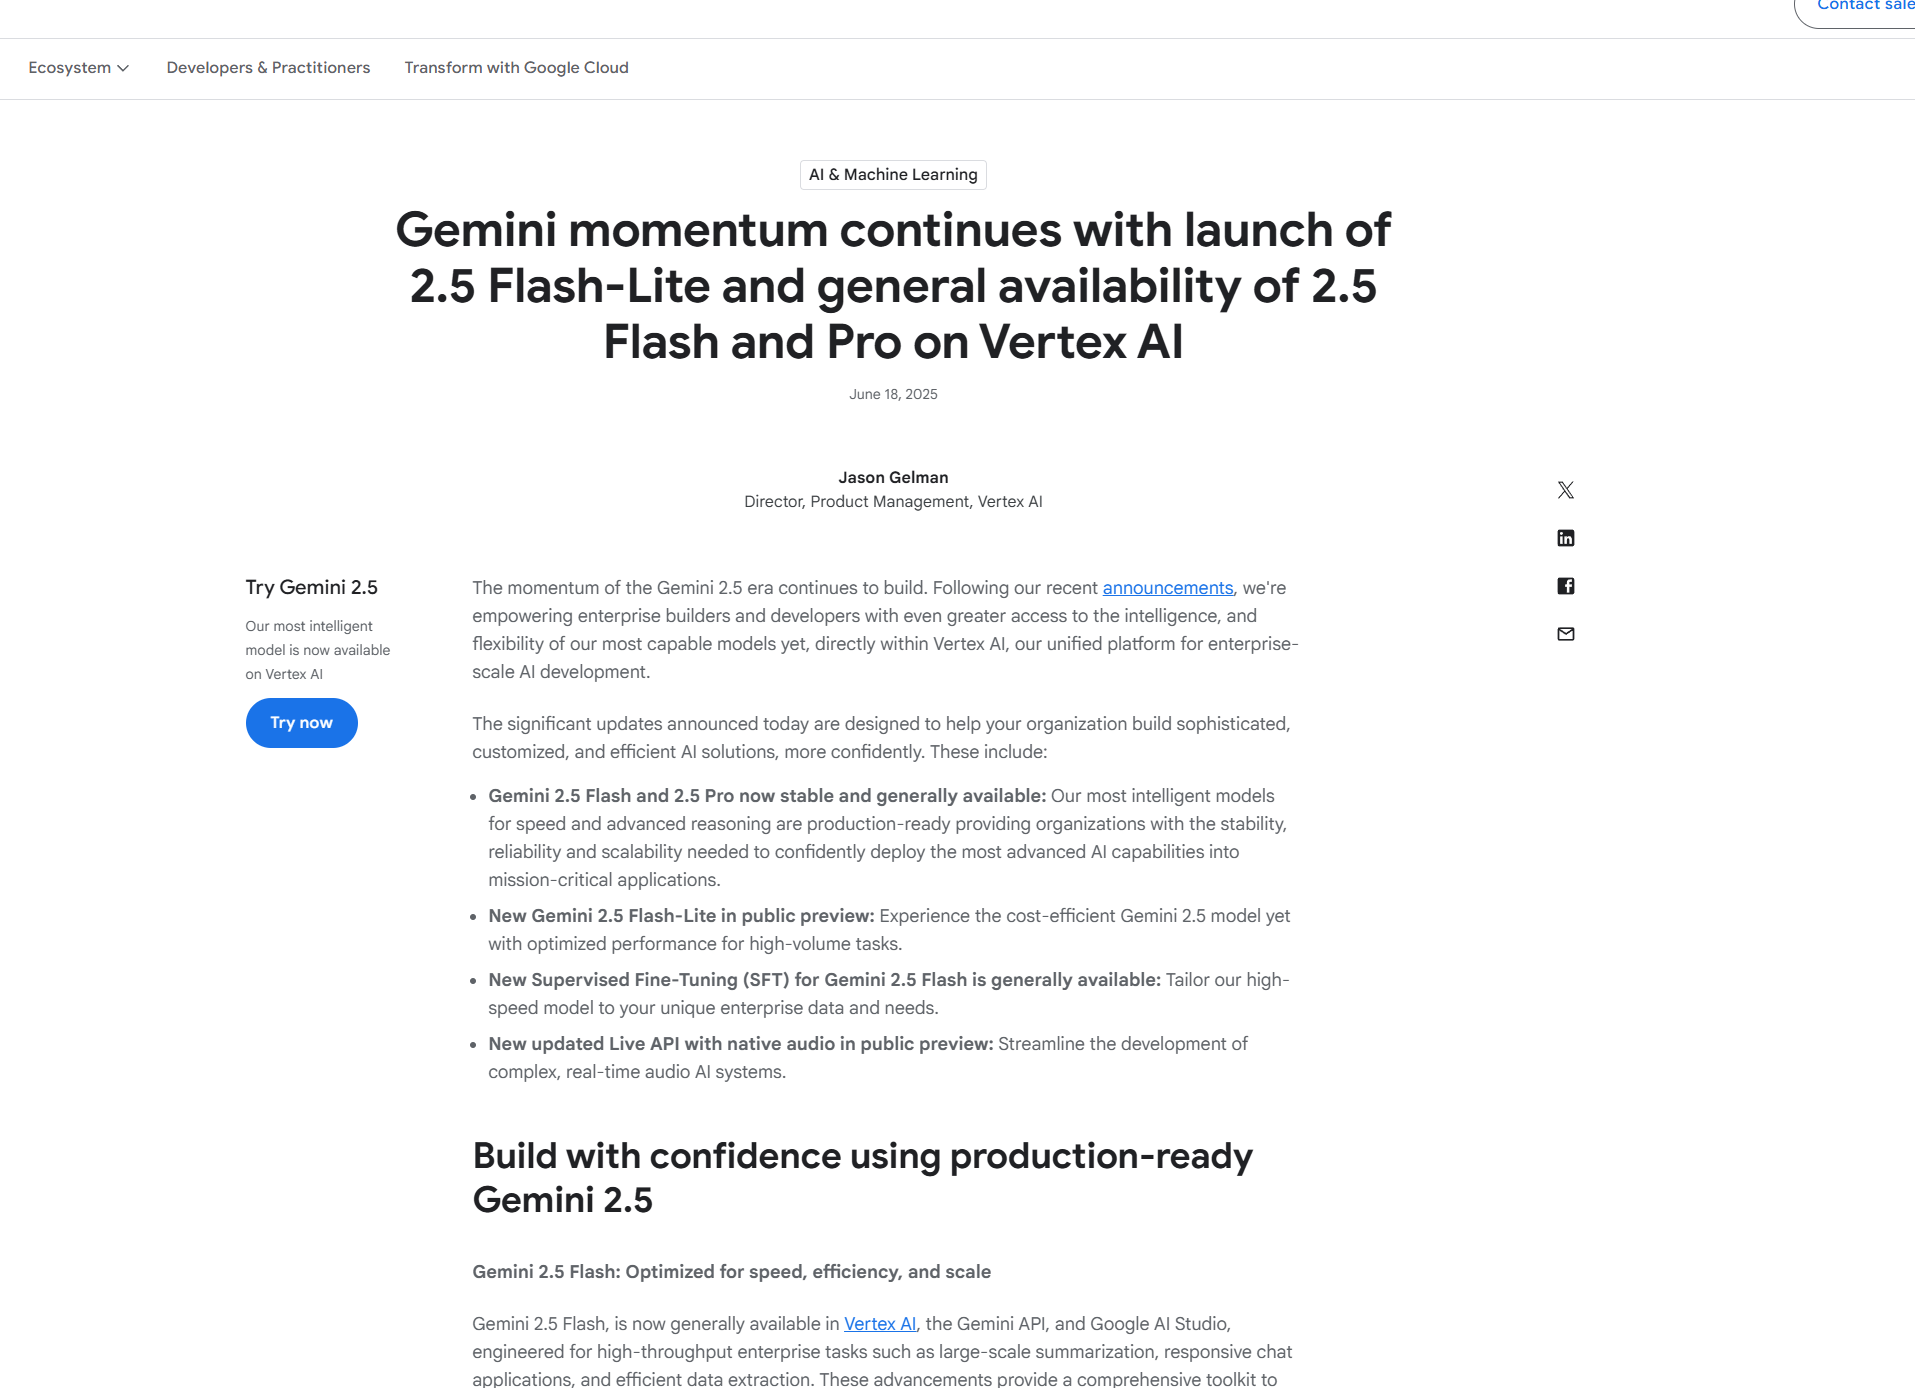 Contact sale
Ecosystem
Developers & Practitioners
Transform with Google Cloud
AI & Machine Learning
Gemini momentum continues with launch of
2.5 Flash-Lite and general availability of 2.5
Flash and Pro on Vertex AI
June 18, 2025
Jason Gelman
Director, Product Management, Vertex AI
Try Gemini 2.5
Our most intelligent
model is now available
on Vertex AI
Try now
The momentum of the Gemini 2.5 era continues to build. Following our recent announcements, we're
empowering enterprise builders and developers with even greater access to the intelligence, and
flexibility of our most capable models yet, directly within Vertex AI, our unified platform for enterprise-
scale AI development.
The significant updates announced today are designed to help your organization build sophisticated,
customized, and efficient AI solutions, more confidently. These include:
• Gemini 2.5 Flash and 2.5 Pro now stable and generally available: Our most intelligent models
for speed and advanced reasoning are production-ready providing organizations with the stability,
reliability and scalability needed to confidently deploy the most advanced AI capabilities into
mission-critical applications.
• New Gemini 2.5 Flash-Lite in public preview: Experience the cost-efficient Gemini 2.5 model yet
with optimized performance for high-volume tasks.
• New Supervised Fine-Tuning (SFT) for Gemini 2.5 Flash is generally available: Tailor our high-
speed model to your unique enterprise data and needs.
• New updated Live API with native audio in public preview: Streamline the development of
complex, real-time audio AI systems.
Build with confidence using production-ready
Gemini 2.5
Gemini 2.5 Flash: Optimized for speed, efficiency, and scale
Gemini 2.5 Flash, is now generally available in Vertex AI, the Gemini API, and Google AI Studio,
engineered for high-throughput enterprise tasks such as large-scale summarization, responsive chat
applications, and efficient data extraction. These advancements provide a comprehensive toolkit to